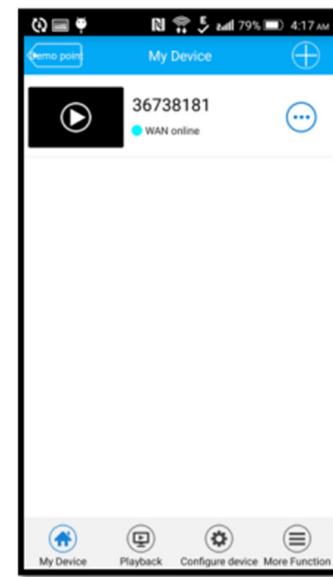 79% 4:17 AM
emo point
My Device
36738181
WAN online
My Device Playback Configure device More Function